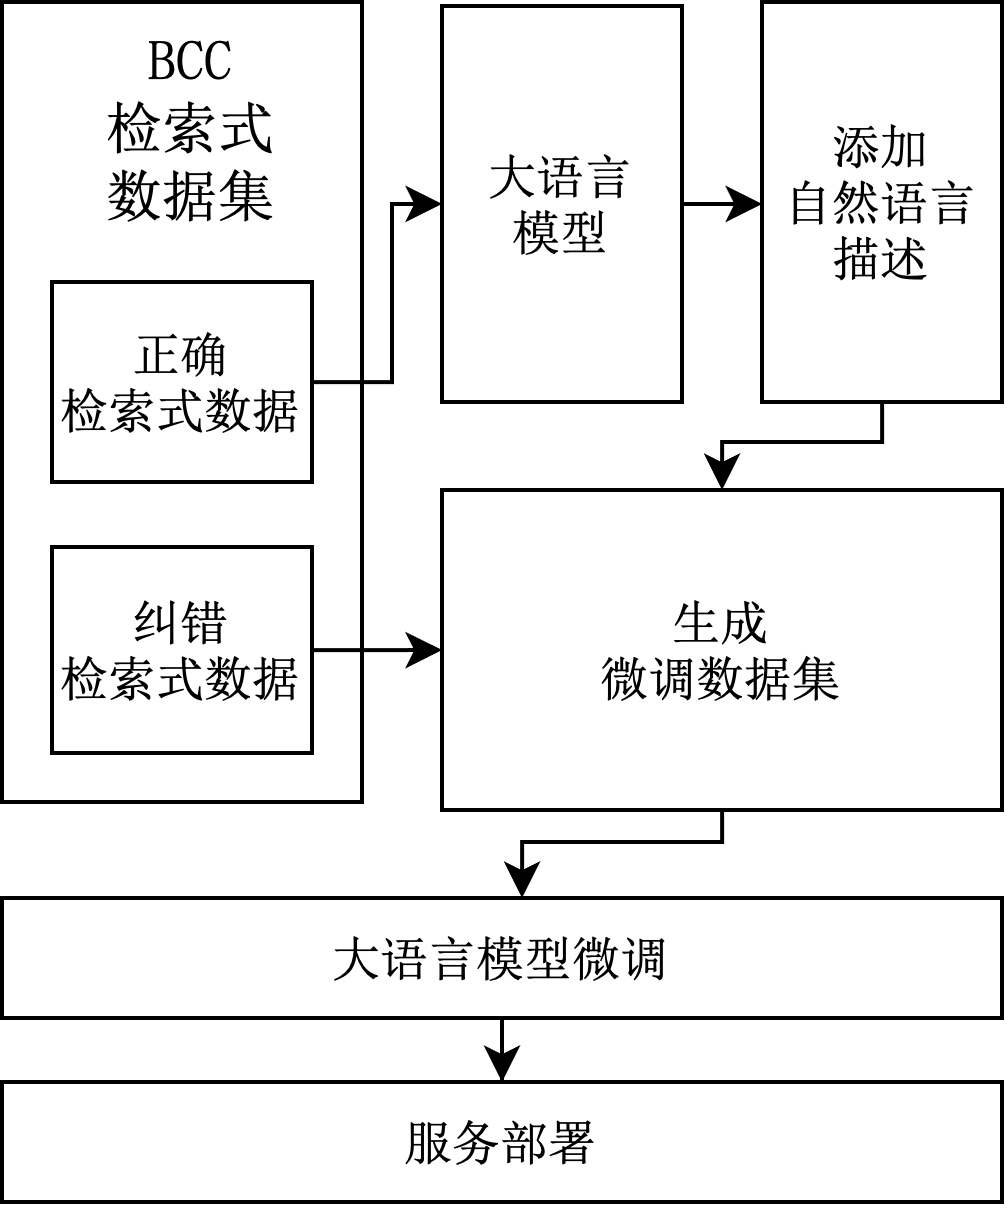 BCC
检索式
数据集
正确
检索式数据
纠错
检索式数据
大语言
模型
添加
自然语言
描述
生成
微调数据集
大语言模型微调
服务部署